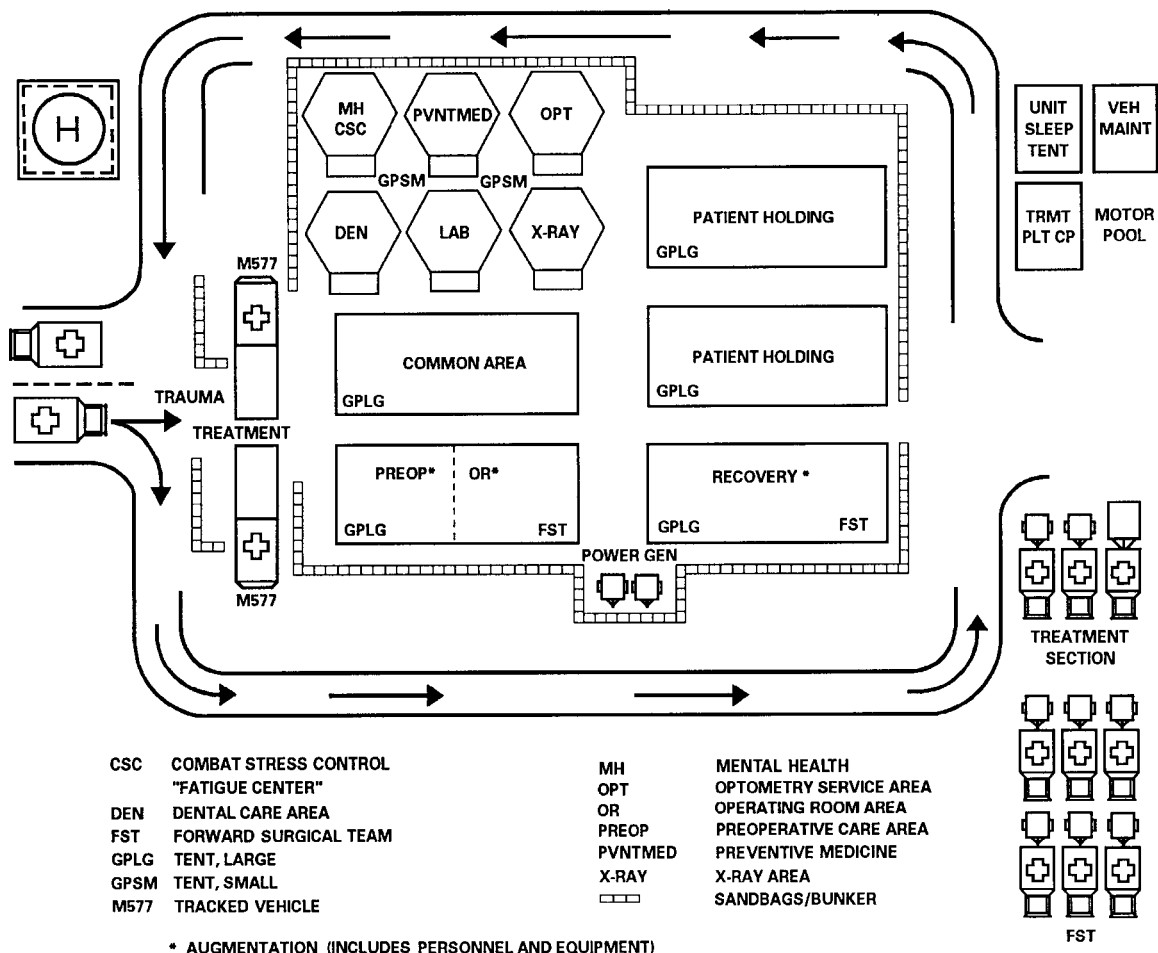 H
MH
CSC
PVNTMED
OPT
GPSM
GPSM
DEN
LAB
X-RAY
PATIENT HOLDING
GPLG
UNIT
SLEEP
TENT
VEH
MAINT
TRMT
PLT CP
MOTOR
POOL
M577
TRAUMA
TREATMENT
M577
COMMON AREA
GPLG
PATIENT HOLDING
GPLG
PREOP*
OR*
GPLG
FST
RECOVERY *
GPLG
FST
POWER GEN
TREATMENT
SECTION
FST
CSC COMBAT STRESS CONTROL
"FATIGUE CENTER"
DEN DENTAL CARE AREA
FST FORWARD SURGICAL TEAM
GPLG TENT, LARGE
GPSM TENT, SMALL
M577 TRACKED VEHICLE
MH MENTAL HEALTH
OPT OPTOMETRY SERVICE AREA
OR OPERATING ROOM AREA
PREOP PREOPERATIVE CARE AREA
PVNTMED PREVENTIVE MEDICINE
X-RAY X-RAY AREA
SANDBAGS/BUNKER
* AUGMENTATION (INCLUDES PERSONNEL AND EQUIPMENT)